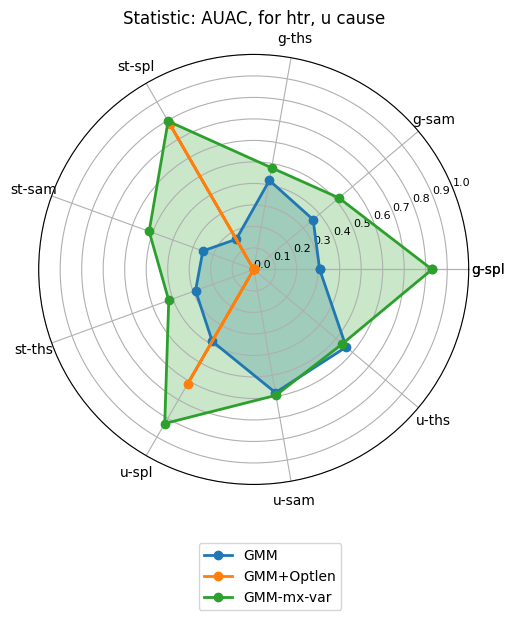 Statistic: AUAC, for htr, u cause
g-ths
st-spl
g-sam
st-sam
0.0
0.1
0.2
0.3
0.4
0.5
0.6
0.7
0.8
0.9
1.0
g-spl
st-ths
u-ths
u-spl
u-sam
GMM
GMM+Optlen
GMM-mx-var